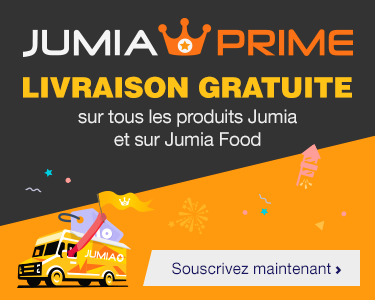 JUMIA PRIME
LIVRAISON GRATUITE
sur tous les produits Jumia
et sur Jumia Food
JUMIA
Souscrivez maintenant ›